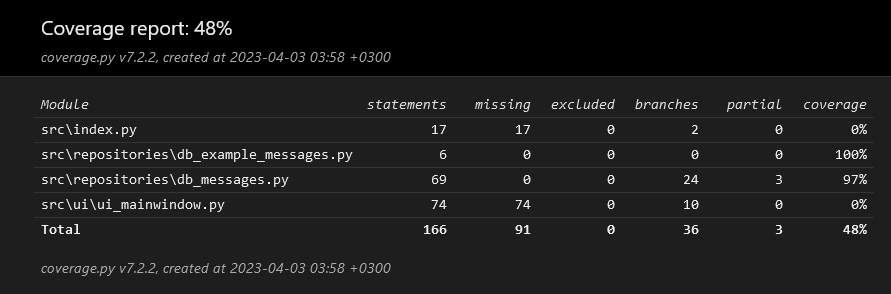 Coverage report: 48%
coverage.py v7.2.2, created at 2023-04-03 03:58 +0300
Module statements missing excluded branches partial coverage
src\index.py 17 17 0 2 0 0%
src\repositories\db_example_messages.py 6 0 0 0 0 100%
src\repositories\db_messages.py 69 0 0 24 3 97%
src\ui\ui_mainwindow.py 74 74 0 10 0 0%
Total 166 91 0 36 3 48%
coverage.py v7.2.2, created at 2023-04-03 03:58 +0300